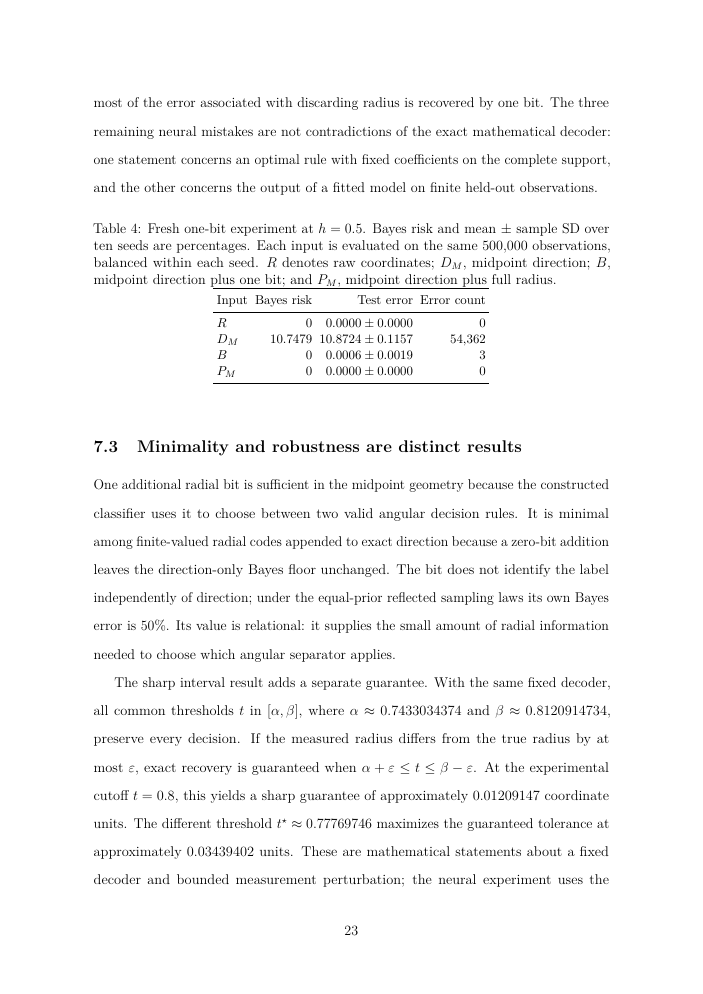 most of the error associated with discarding radius is recovered by one bit. The three
remaining neural mistakes are not contradictions of the exact mathematical decoder:
one statement concerns an optimal rule with fixed coefficients on the complete support,
and the other concerns the output of a fitted model on finite held-out observations.
Table 4: Fresh one-bit experiment at h = 0.5. Bayes risk and mean ± sample SD over
ten seeds are percentages. Each input is evaluated on the same 500,000 observations,
balanced within each seed. R denotes raw coordinates; D_M, midpoint direction; B,
midpoint direction plus one bit; and P_M, midpoint direction plus full radius.
Input Bayes risk Test error Error count
R 0 0.0000 ± 0.0000 0
D_M 10.7479 10.8724 ± 0.1157 54,362
B 0 0.0006 ± 0.0019 3
P_M 0 0.0000 ± 0.0000 0
7.3 Minimality and robustness are distinct results
One additional radial bit is sufficient in the midpoint geometry because the constructed
classifier uses it to choose between two valid angular decision rules. It is minimal
among finite-valued radial codes appended to exact direction because a zero-bit addition
leaves the direction-only Bayes floor unchanged. The bit does not identify the label
independently of direction; under the equal-prior reflected sampling laws its own Bayes
error is 50%. Its value is relational: it supplies the small amount of radial information
needed to choose which angular separator applies.
The sharp interval result adds a separate guarantee. With the same fixed decoder,
all common thresholds t in [α, β], where α ≈ 0.7433034374 and β ≈ 0.8120914734,
preserve every decision. If the measured radius differs from the true radius by at
most ε, exact recovery is guaranteed when α + ε ≤ t ≤ β − ε. At the experimental
cutoff t = 0.8, this yields a sharp guarantee of approximately 0.01209147 coordinate
units. The different threshold t⋆ ≈ 0.77769746 maximizes the guaranteed tolerance at
approximately 0.03439402 units. These are mathematical statements about a fixed
decoder and bounded measurement perturbation; the neural experiment uses the
23